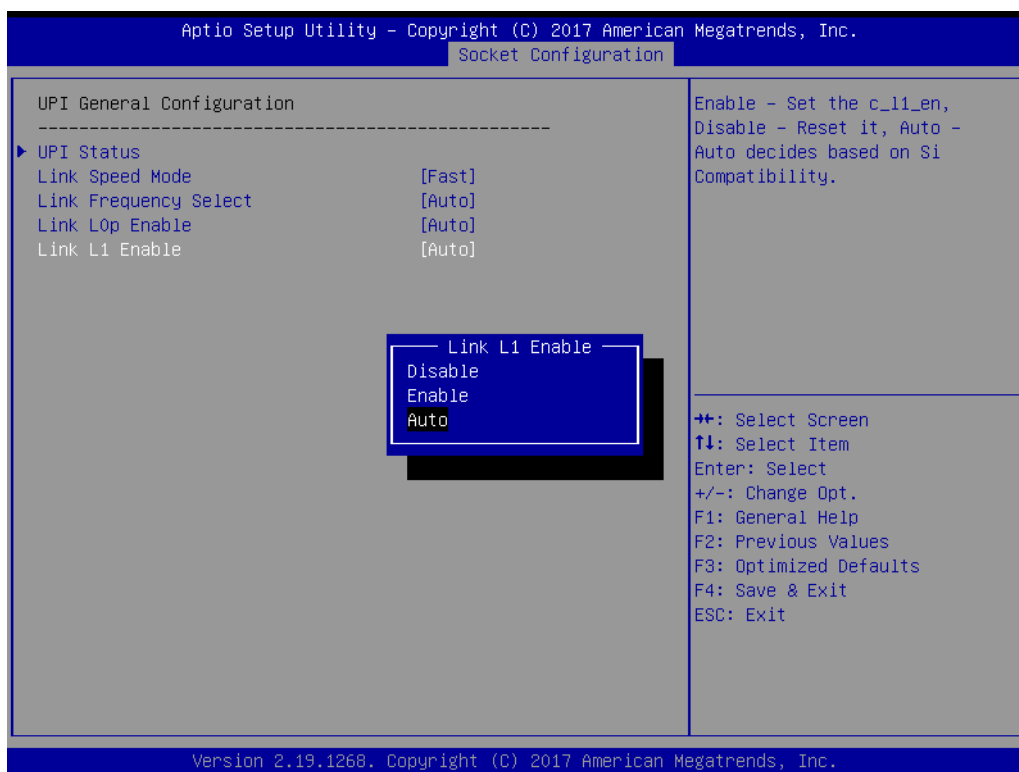 Aptio Setup Utility – Copyright (C) 2017 American Megatrends, Inc.
Socket Configuration
UPI General Configuration
--------------------------------------------------
UPI Status
Link Speed Mode [Fast]
Link Frequency Select [Auto]
Link L0p Enable [Auto]
Link L1 Enable [Auto]
Link L1 Enable
Disable
Enable
Auto
Enable – Set the c_l1_en,
Disable – Reset it, Auto –
Auto decides based on Si
Compatibility.
→←: Select Screen
↑↓: Select Item
Enter: Select
+/-: Change Opt.
F1: General Help
F2: Previous Values
F3: Optimized Defaults
F4: Save & Exit
ESC: Exit
Version 2.19.1268. Copyright (C) 2017 American Megatrends, Inc.